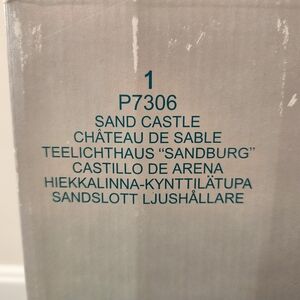 1
P7306
SAND CASTLE
CHÂTEAU DE SABLE
TEELICHTHAUS "SANDBURG"
CASTILLO DE ARENA
HIEKKALINNA-KYNTTILÄTUPA
SANDSLOTT LJUSHÅLLARE